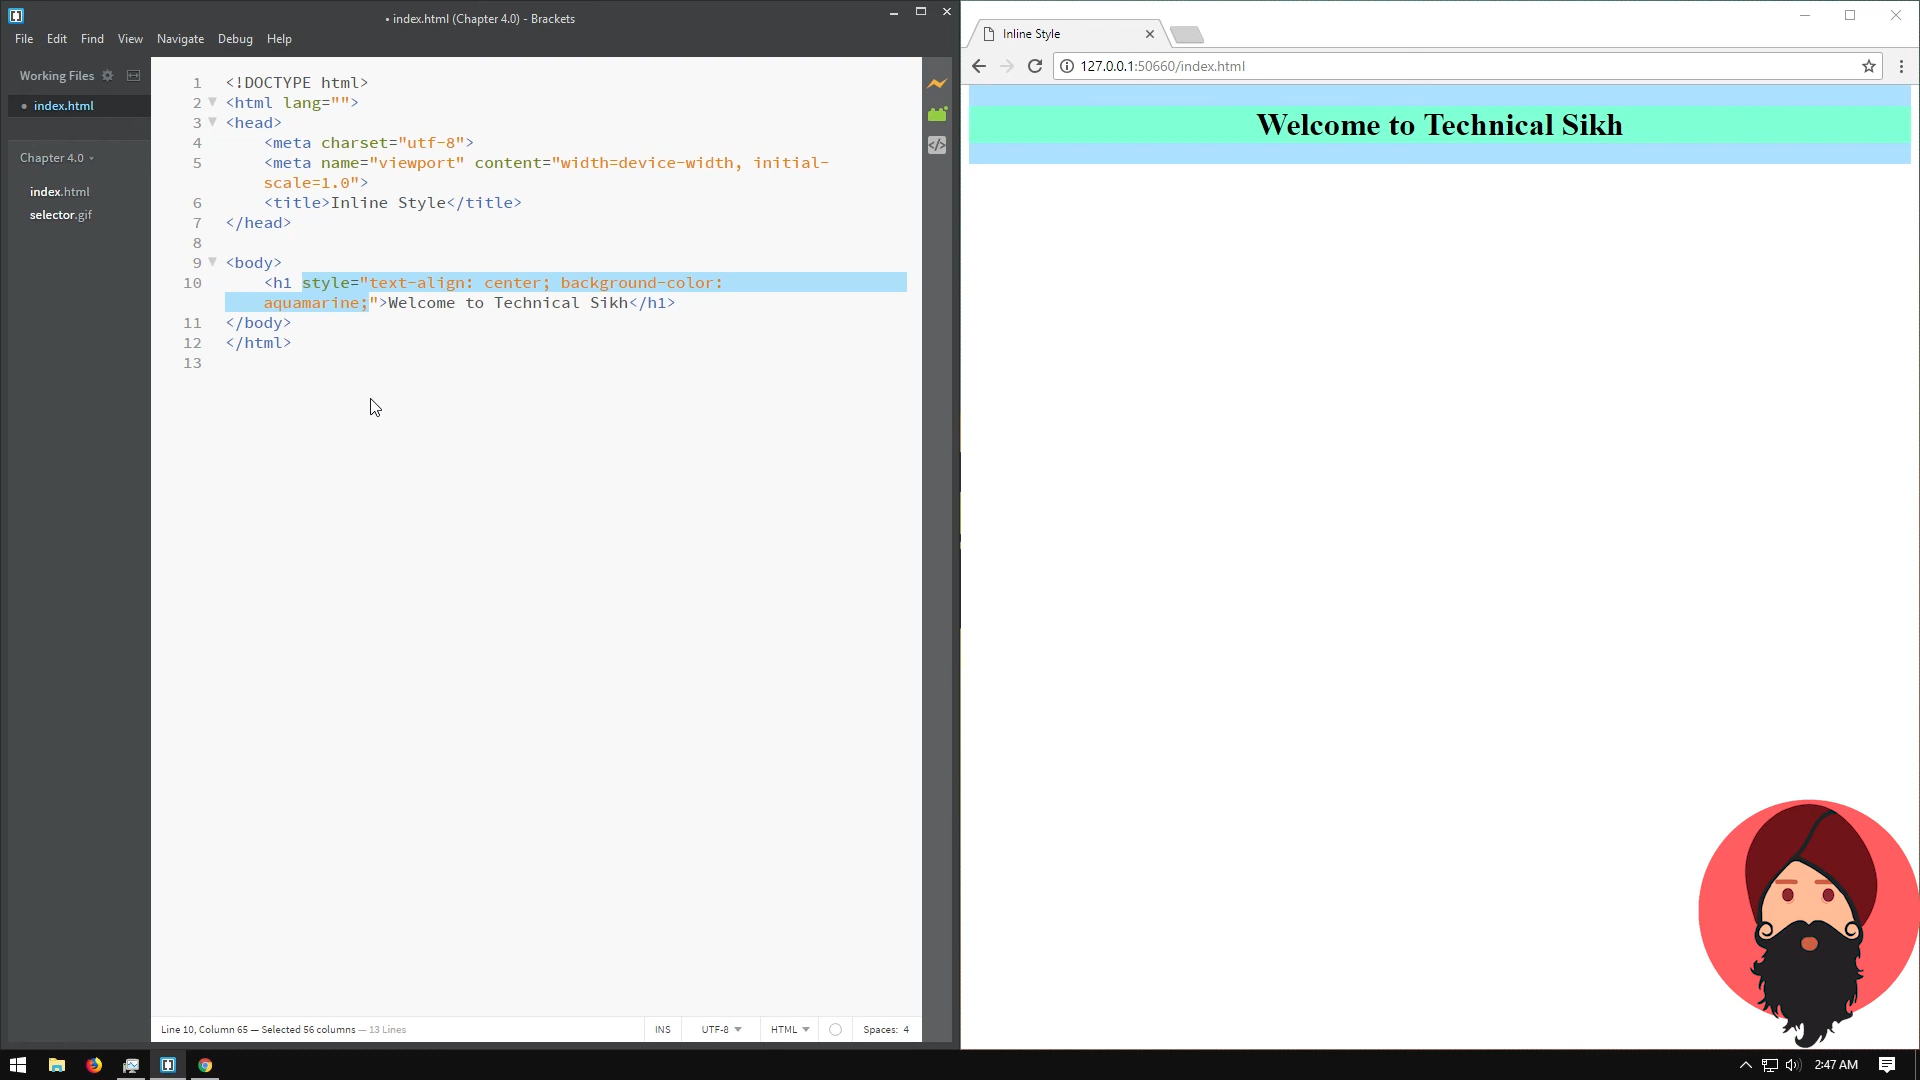 • index.html (Chapter 4.0) - Brackets
File Edit Find View Navigate Debug Help
Working Files
• index.html
Chapter 4.0
index.html
selector.gif
1 <!DOCTYPE html>
2 <html lang="">
3 <head>
4 <meta charset="utf-8">
5 <meta name="viewport" content="width=device-width, initial-
scale=1.0">
6 <title>Inline Style</title>
7 </head>
8
9 <body>
10 <h1 style="text-align: center; background-color:
aquamarine;">Welcome to Technical Sikh</h1>
11 </body>
12 </html>
13
Line 10, Column 65 — Selected 56 columns — 13 Lines
INS UTF-8 HTML Spaces: 4
Inline Style
127.0.0.1:50660/index.html
Welcome to Technical Sikh
2:47 AM